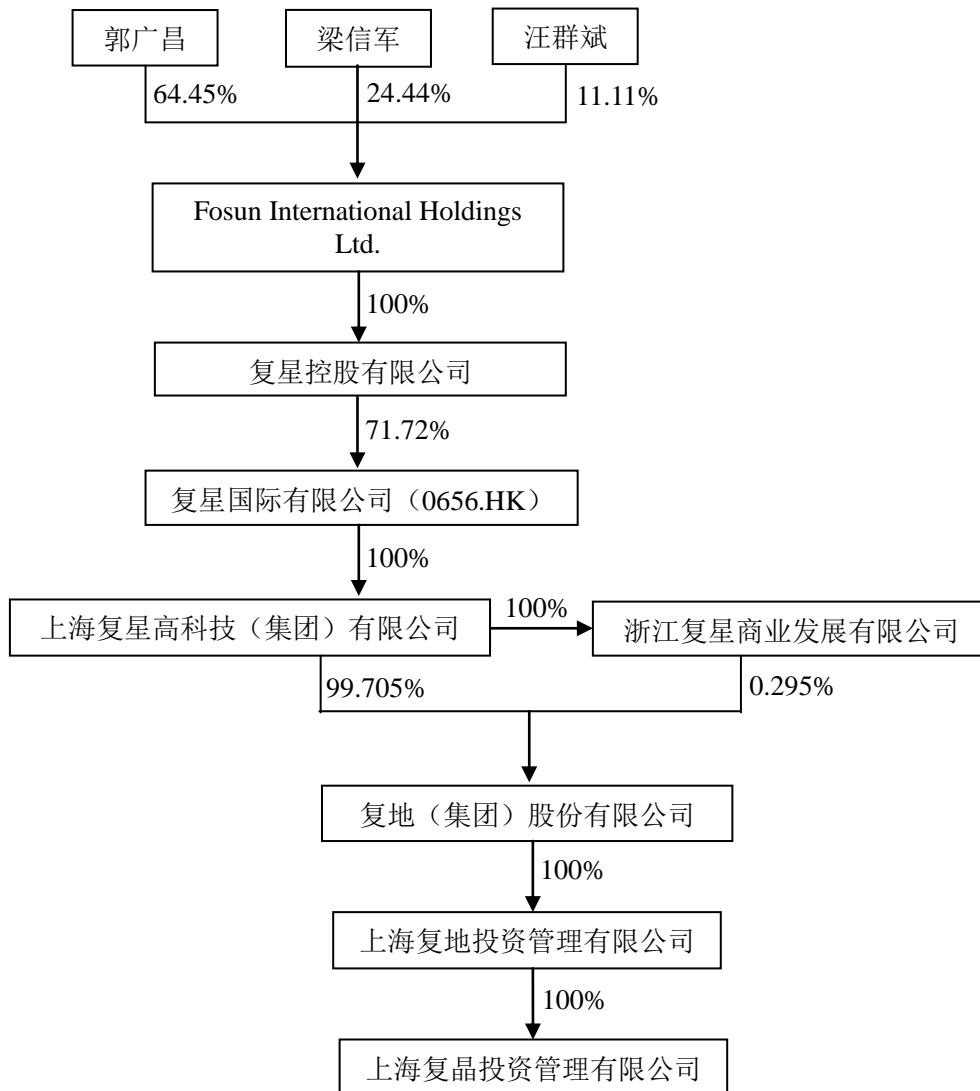 郭广昌
梁信军
汪群斌
64.45%
24.44%
11.11%
Fosun International Holdings
Ltd.
100%
复星控股有限公司
71.72%
复星国际有限公司（0656.HK）
100%
上海复星高科技（集团）有限公司
100%
浙江复星商业发展有限公司
99.705%
0.295%
复地（集团）股份有限公司
100%
上海复地投资管理有限公司
100%
上海复晶投资管理有限公司